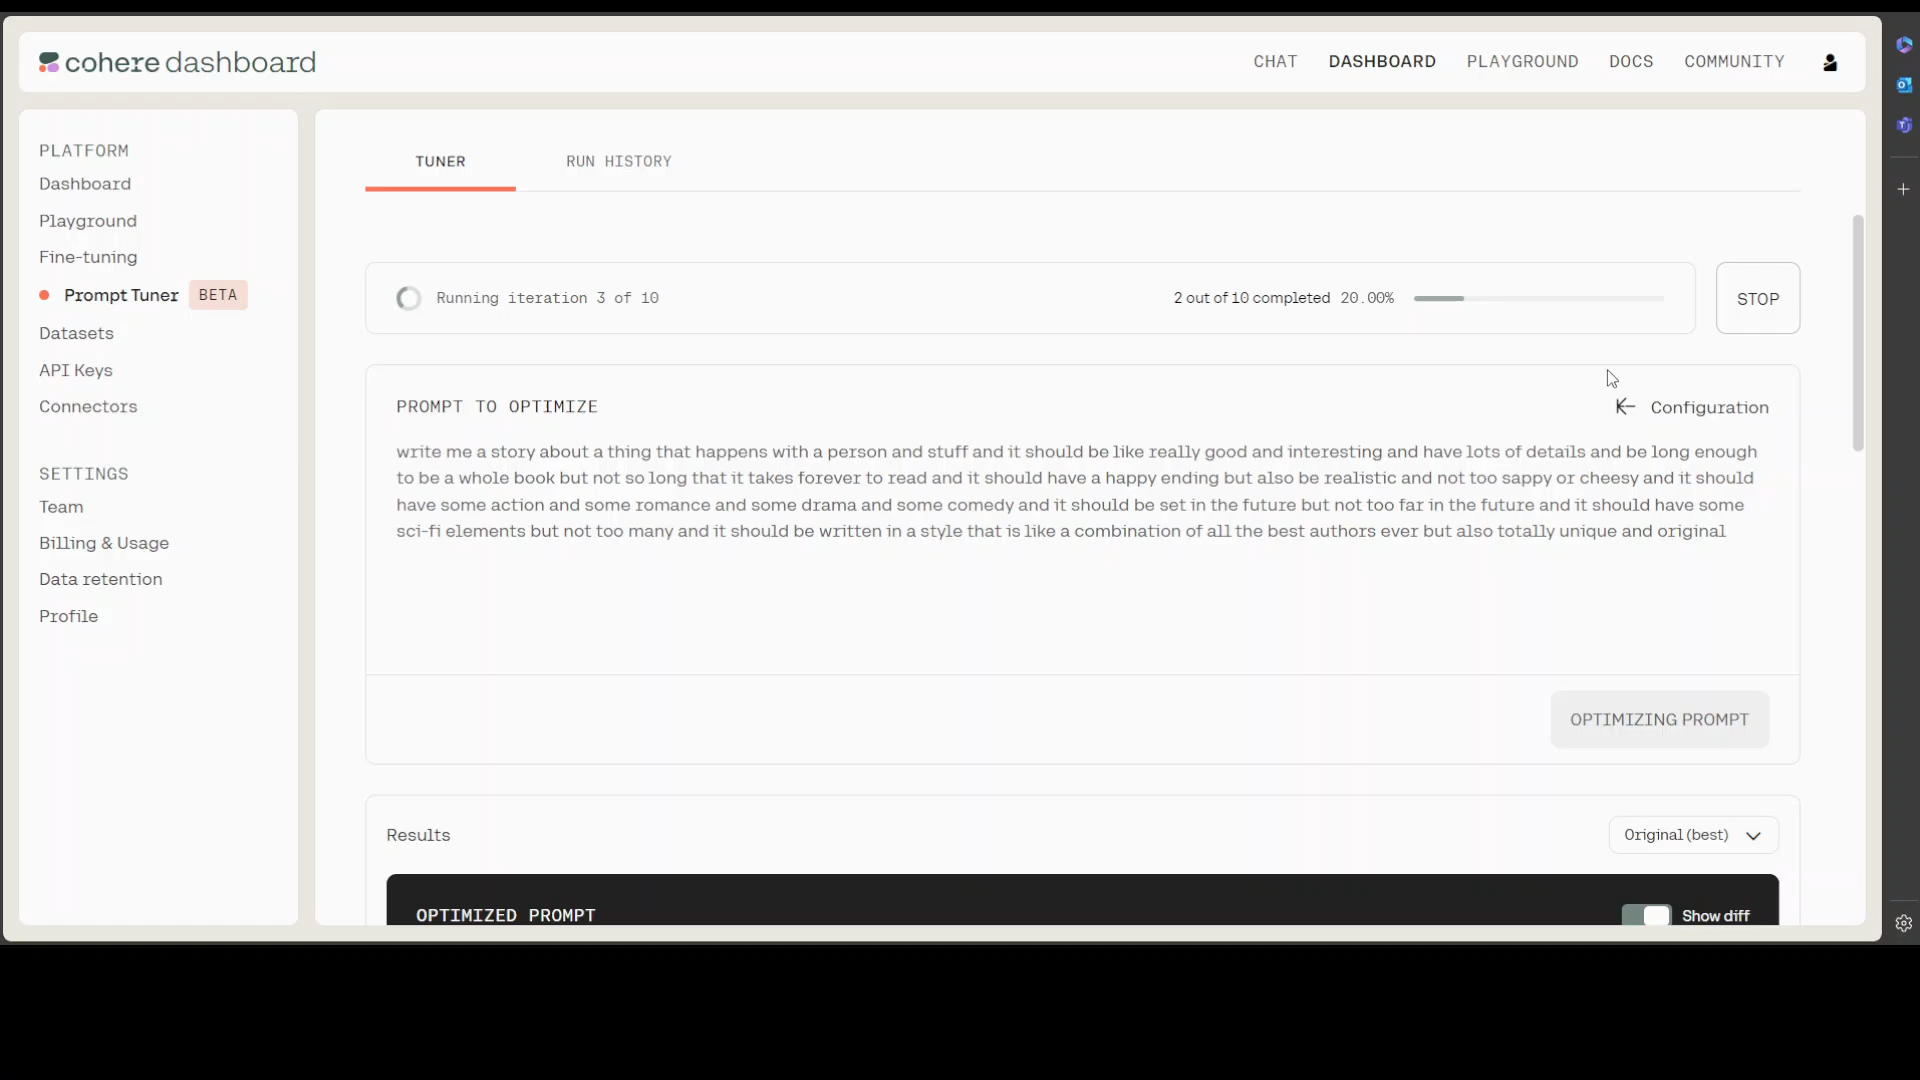 cohere dashboard
CHAT DASHBOARD PLAYGROUND DOCS COMMUNITY
PLATFORM
Dashboard
Playground
Fine-tuning
Prompt Tuner BETA
Datasets
API Keys
Connectors
SETTINGS
Team
Billing & Usage
Data retention
Profile
TUNER RUN HISTORY
Running iteration 3 of 10 2 out of 10 completed 20.00%
STOP
PROMPT TO OPTIMIZE
Configuration
write me a story about a thing that happens with a person and stuff and it should be like really good and interesting and have lots of details and be long enough
to be a whole book but not so long that it takes forever to read and it should have a happy ending but also be realistic and not too sappy or cheesy and it should
have some action and some romance and some drama and some comedy and it should be set in the future but not too far in the future and it should have some
sci-fi elements but not too many and it should be written in a style that is like a combination of all the best authors ever but also totally unique and original
OPTIMIZING PROMPT
Results
Original (best)
OPTIMIZED PROMPT
Show diff